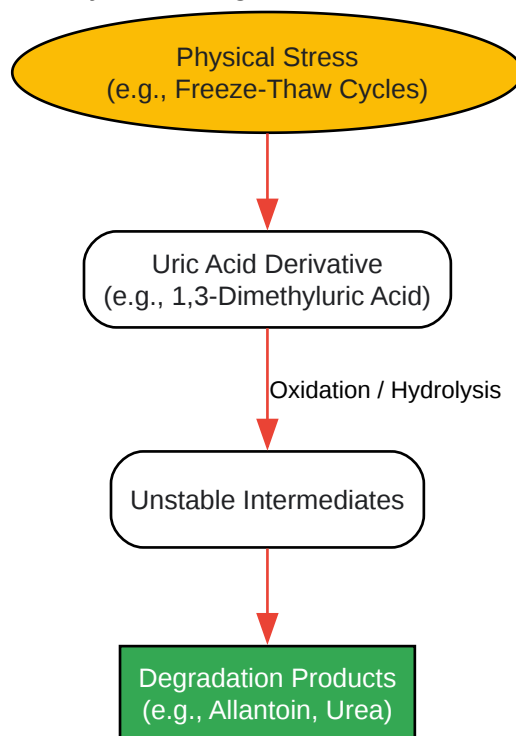 Physical Stress
(e.g., Freeze-Thaw Cycles)
Uric Acid Derivative
(e.g., 1,3-Dimethyluric Acid)
Oxidation / Hydrolysis
Unstable Intermediates
Degradation Products
(e.g., Allantoin, Urea)